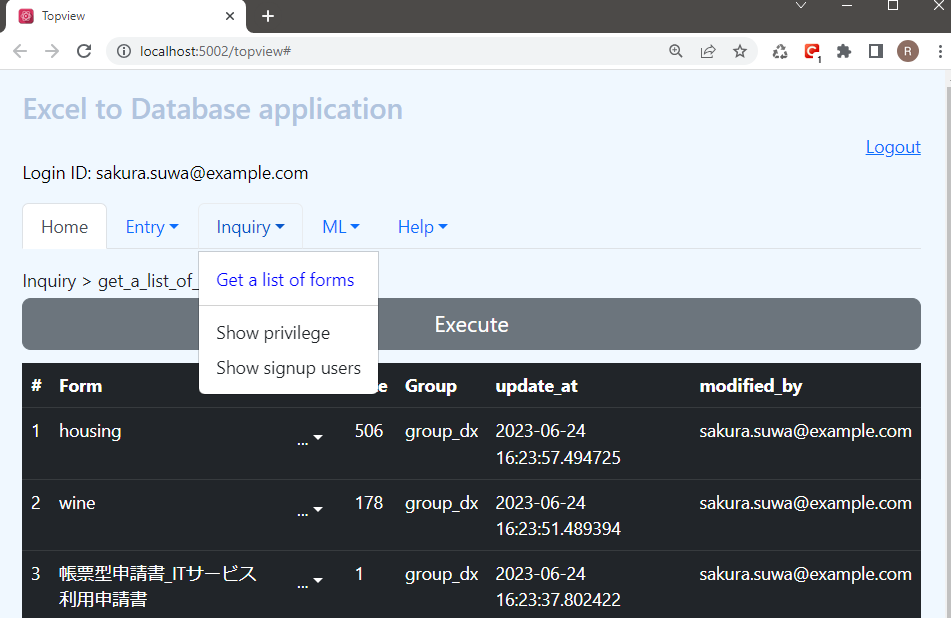 Topview
localhost:5002/topview#
1
R
Excel to Database application
Logout
Login ID: sakura.suwa@example.com
Home Entry Inquiry ML Help
Get a list of forms
Inquiry > get_a_list_of_
Execute
Show privilege
Show signup users
# Form e Group update_at modified_by
1 housing ... 506 group_dx 2023-06-24 sakura.suwa@example.com
16:23:57.494725
2 wine ... 178 group_dx 2023-06-24 sakura.suwa@example.com
16:23:51.489394
3 帳票型申請書_ITサービス ... 1 group_dx 2023-06-24 sakura.suwa@example.com
利用申請書 16:23:37.802422